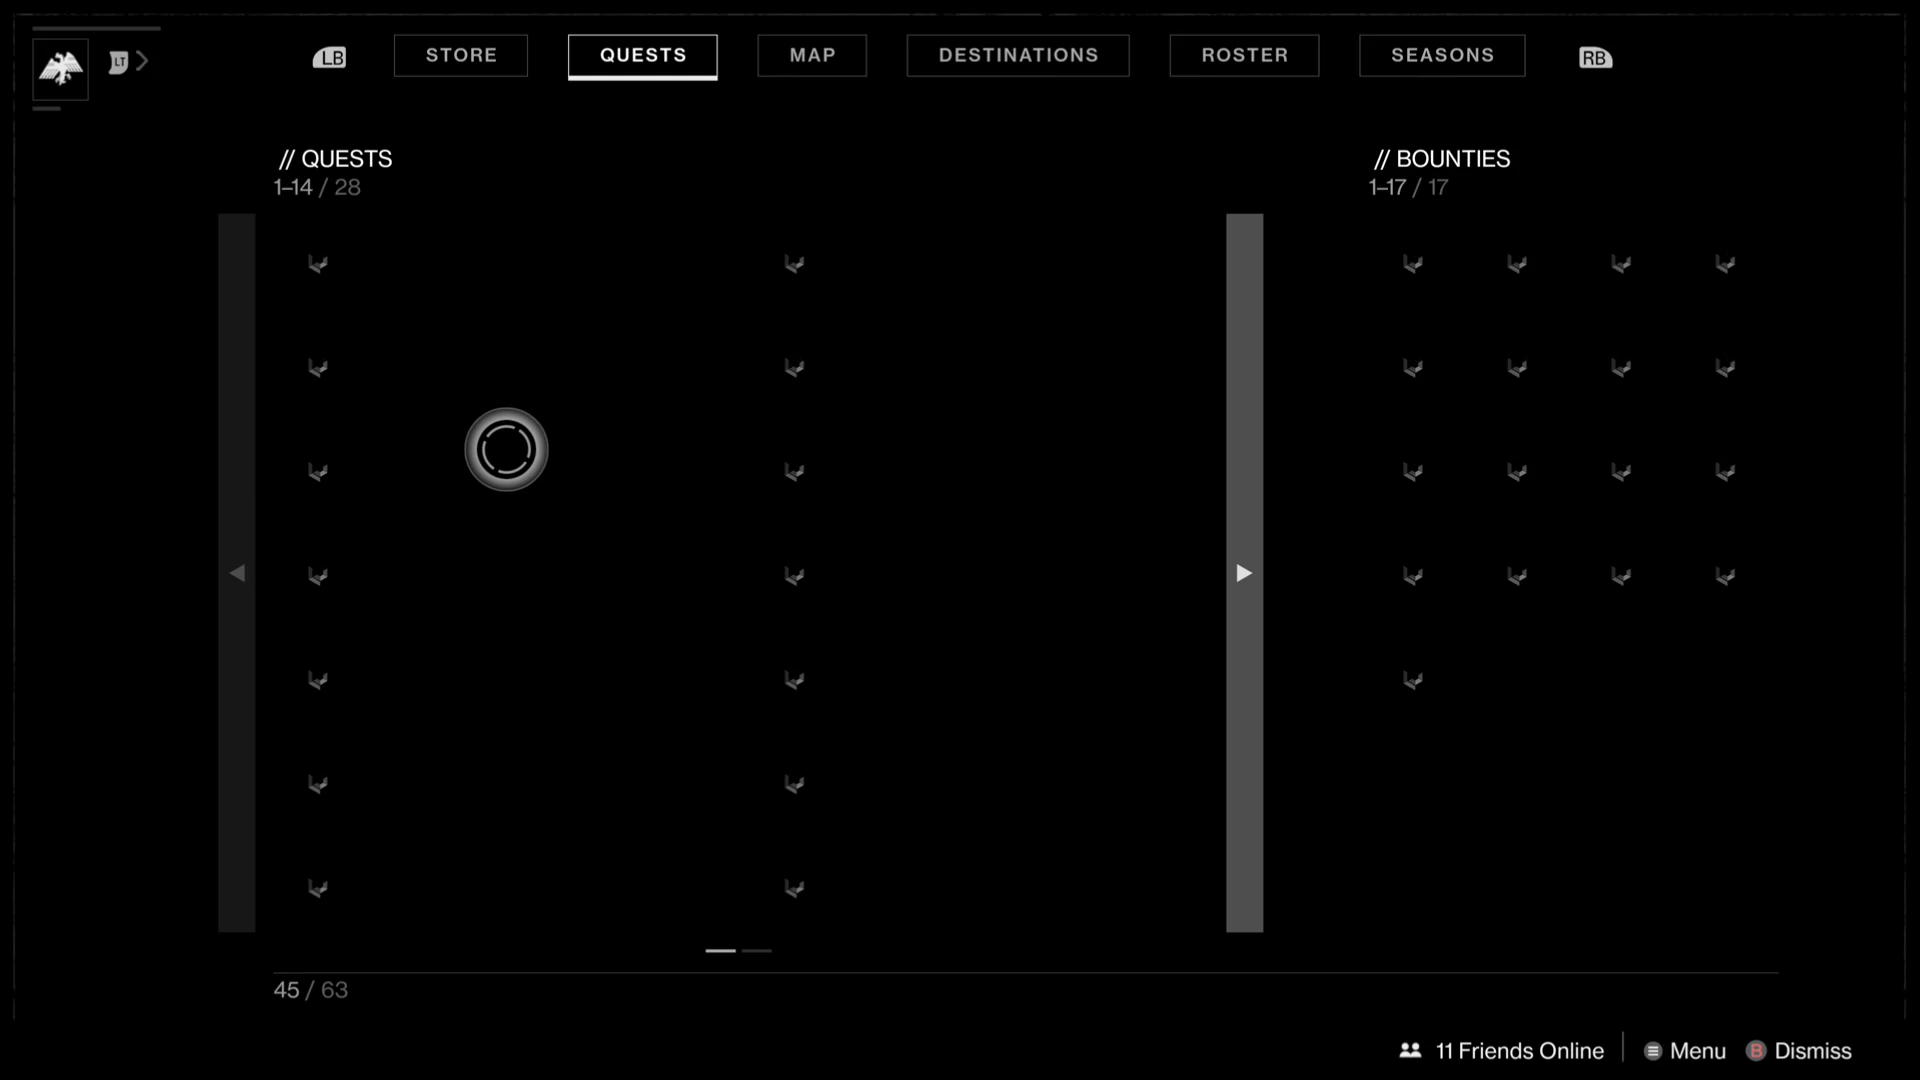 LT
LB
STORE
QUESTS
MAP
DESTINATIONS
ROSTER
SEASONS
RB
// QUESTS
1–14 / 28
// BOUNTIES
1–17 / 17
45 / 63
11 Friends Online
Menu
B Dismiss